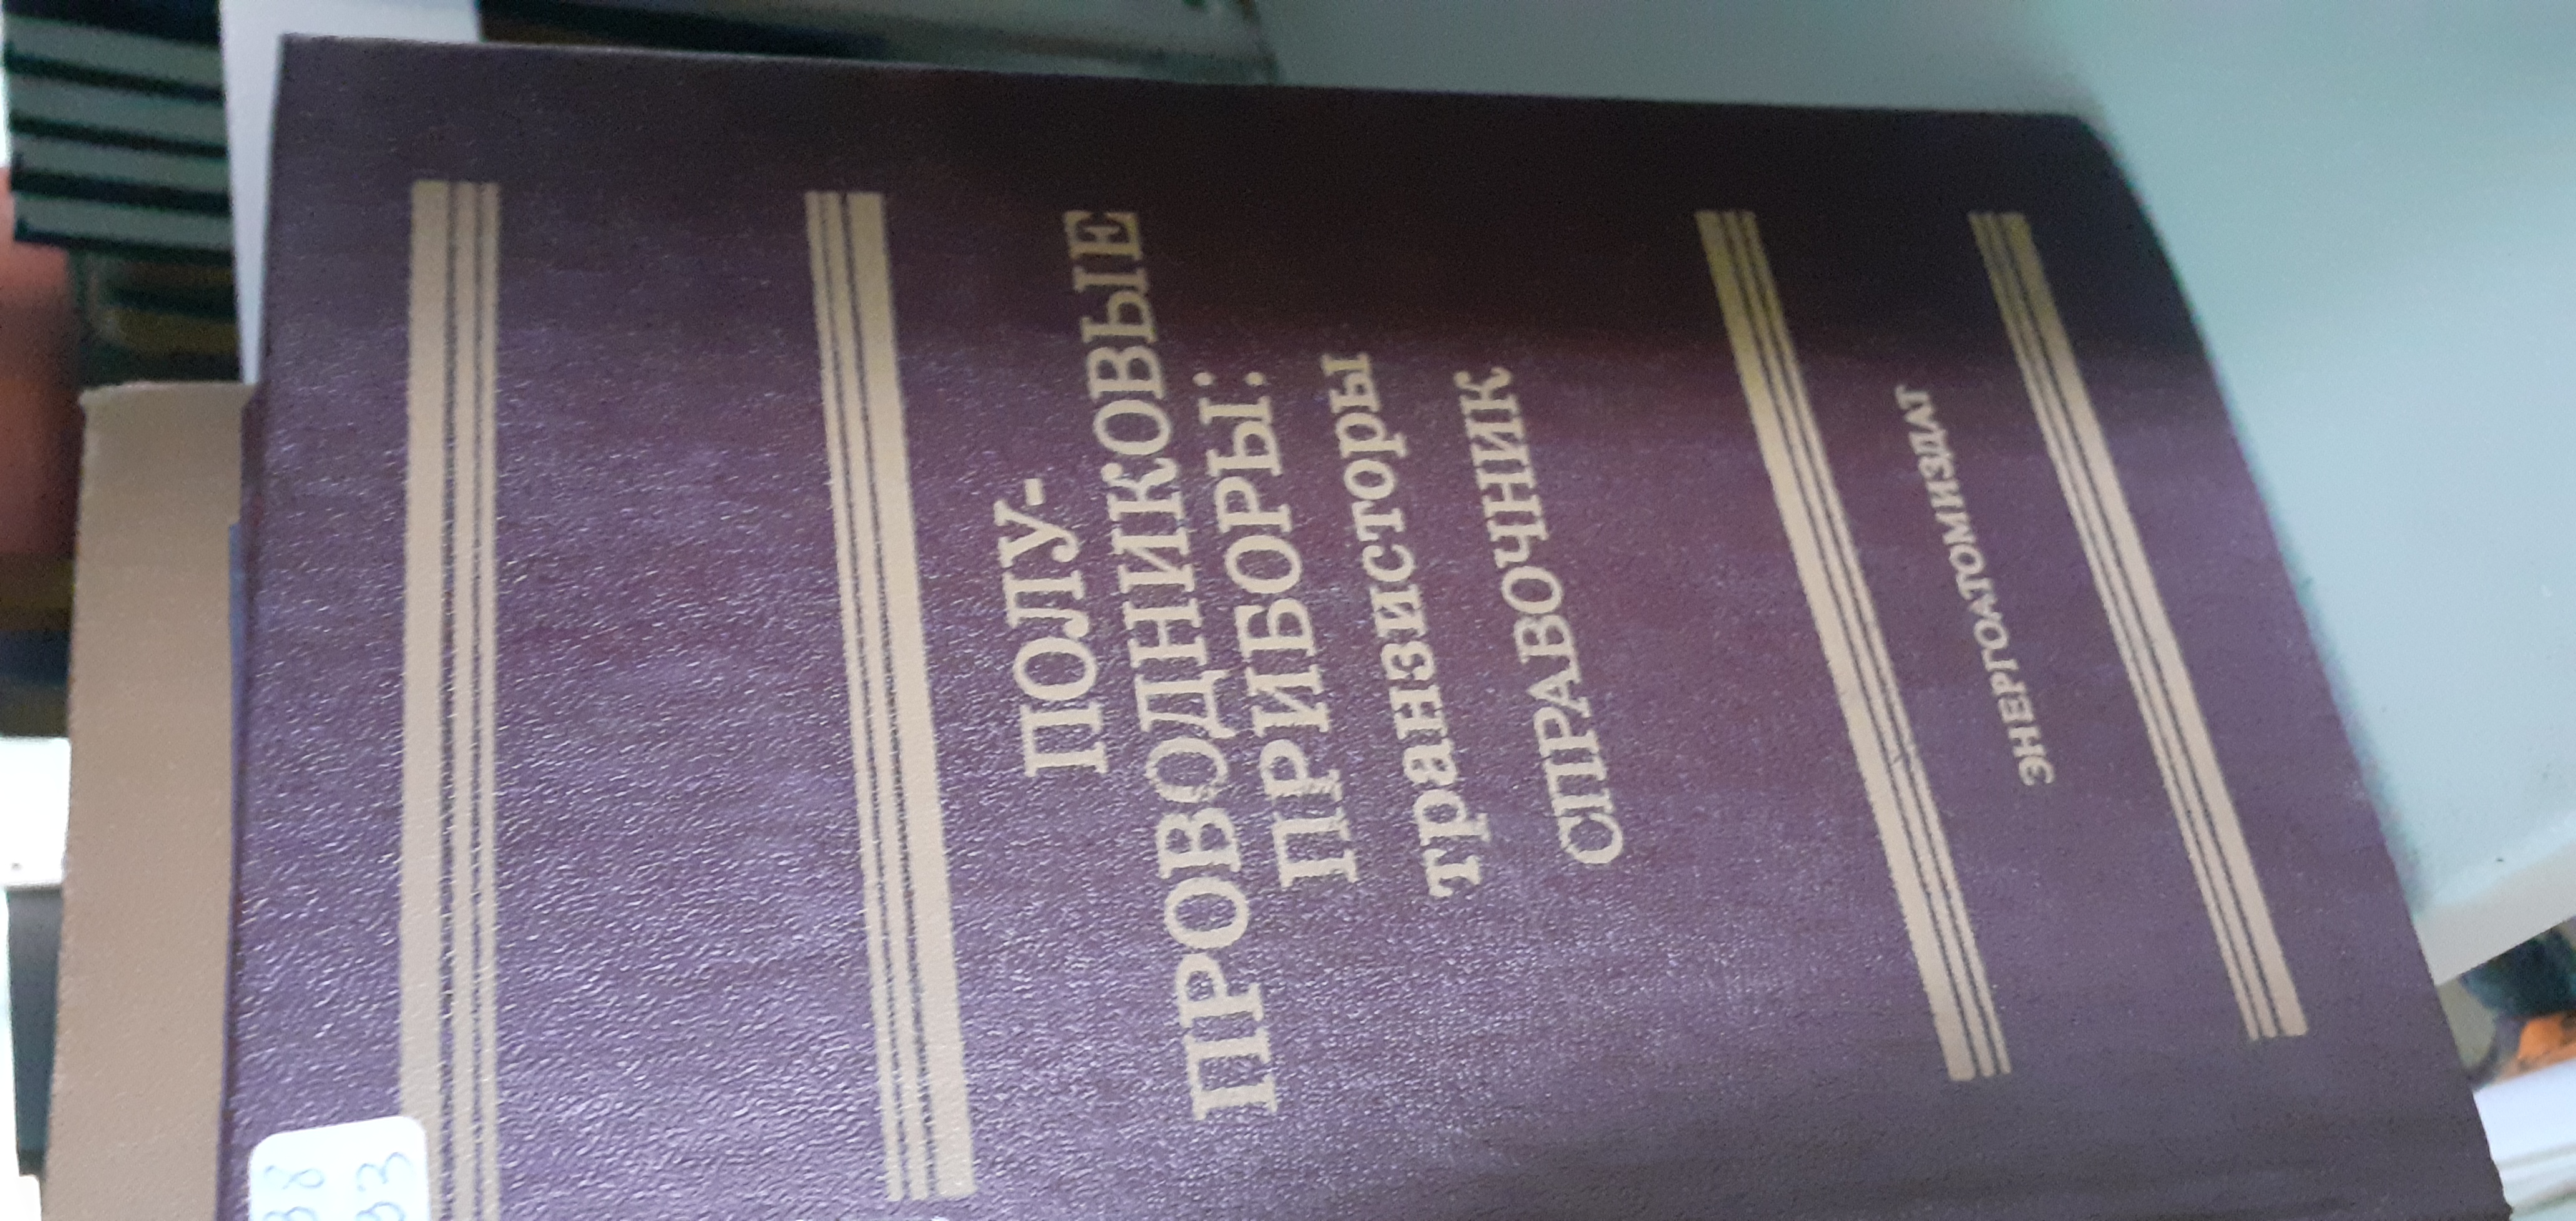 ПОЛУ-
ПРОВОДНИКОВЫЕ
ПРИБОРЫ:
транзисторы
СПРАВОЧНИК
ЭНЕРГОАТОМИЗДАТ